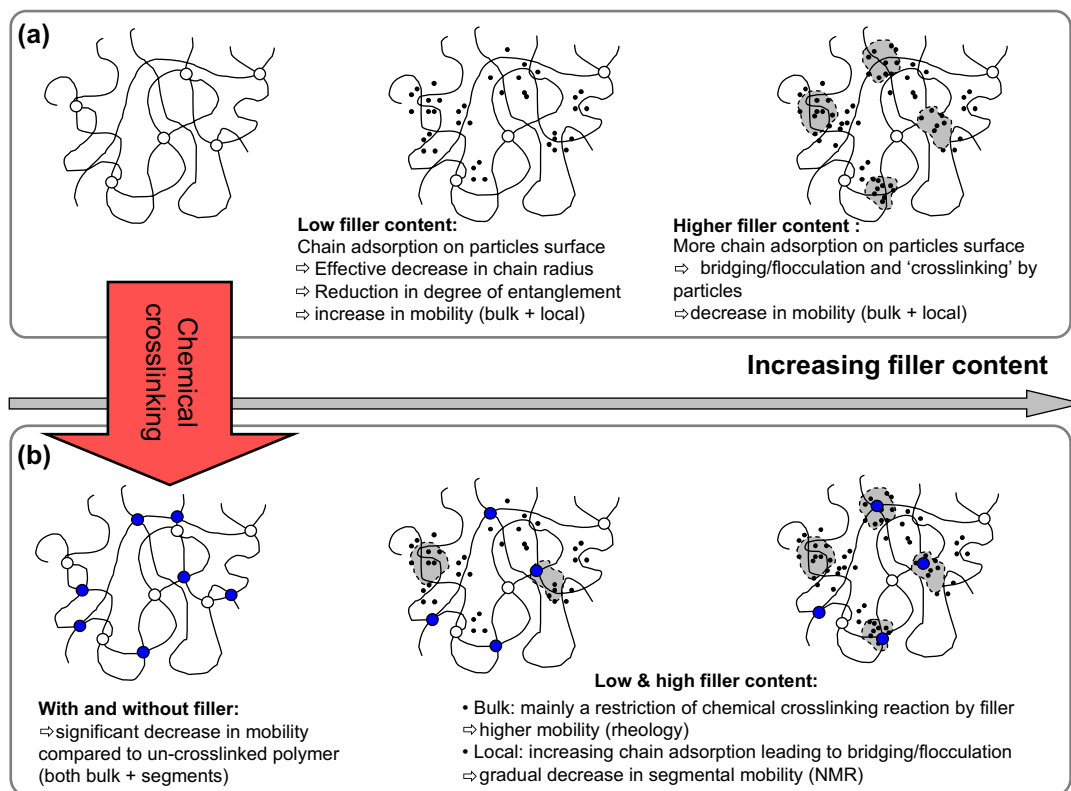 (a)
Low filler content:
Chain adsorption on particles surface
⇨ Effective decrease in chain radius
⇨ Reduction in degree of entanglement
⇨ increase in mobility (bulk + local)
Higher filler content :
More chain adsorption on particles surface
⇨ bridging/flocculation and ‘crosslinking’ by
particles
⇨decrease in mobility (bulk + local)
Chemical
crosslinking
Increasing filler content
(b)
With and without filler:
⇨significant decrease in mobility
compared to un-crosslinked polymer
(both bulk + segments)
Low & high filler content:
• Bulk: mainly a restriction of chemical crosslinking reaction by filler
⇨higher mobility (rheology)
• Local: increasing chain adsorption leading to bridging/flocculation
⇨gradual decrease in segmental mobility (NMR)